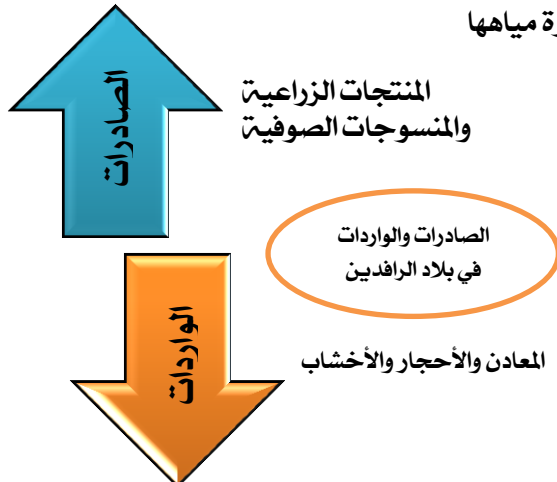 مياهها
الصادرات
المنتجات الزراعية
والمنسوجات الصوفية
الصادرات والواردات
في بلاد الرافدين
الواردات
المعادن والأحجار والأخشاب